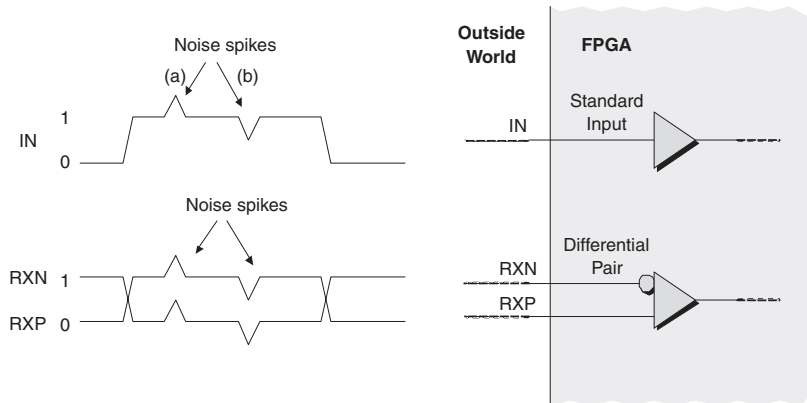 Noise spikes
(a)
(b)
IN
1
0
Noise spikes
RXN 1
RXP 0
Outside
World
FPGA
Standard
Input
IN
Differential
Pair
RXN
RXP